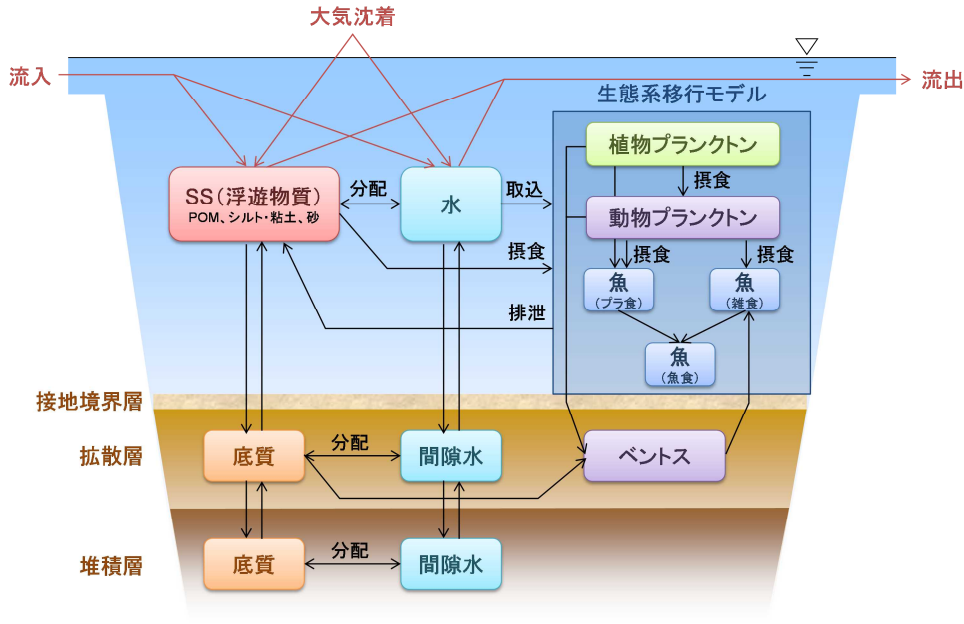 大気沈着
流入
流出
生態系移行モデル
植物プランクトン
摂食
SS(浮遊物質)
POM、シルト・粘土、砂
分配
水
取込
動物プランクトン
摂食
摂食
摂食
魚
(プラ食)
魚
(雑食)
排泄
魚
(魚食)
接地境界層
拡散層
底質
分配
間隙水
ベントス
堆積層
底質
分配
間隙水